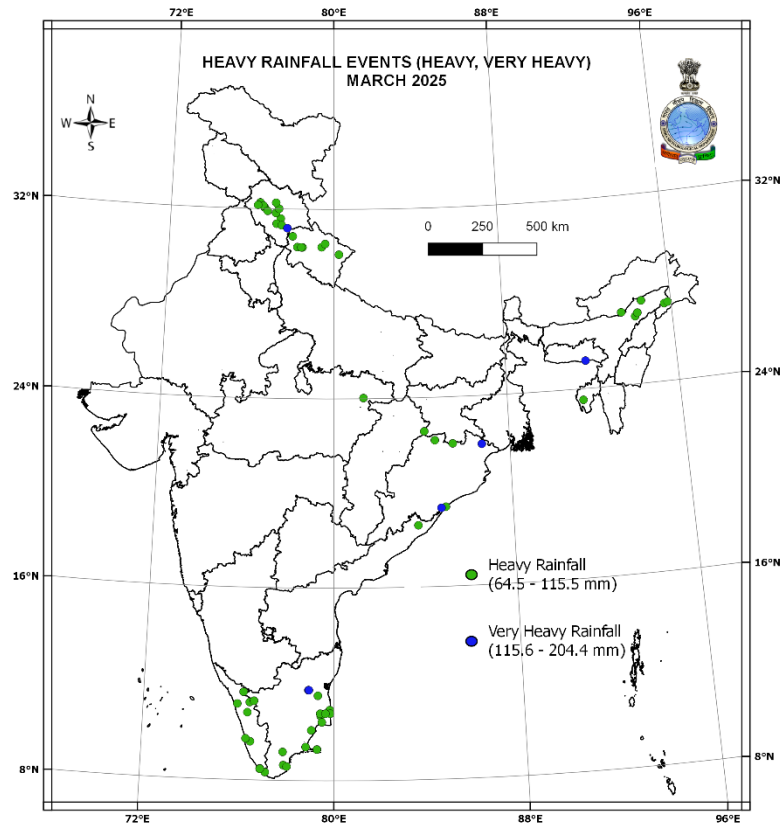 72°E 80°E 88°E 96°E
HEAVY RAINFALL EVENTS (HEAVY, VERY HEAVY)
MARCH 2025
N
W E
S
32°N 32°N
0 250 500 km
24°N 24°N
Heavy Rainfall
(64.5 - 115.5 mm)
16°N 16°N
Very Heavy Rainfall
(115.6 - 204.4 mm)
8°N 8°N
72°E 80°E 88°E 96°E